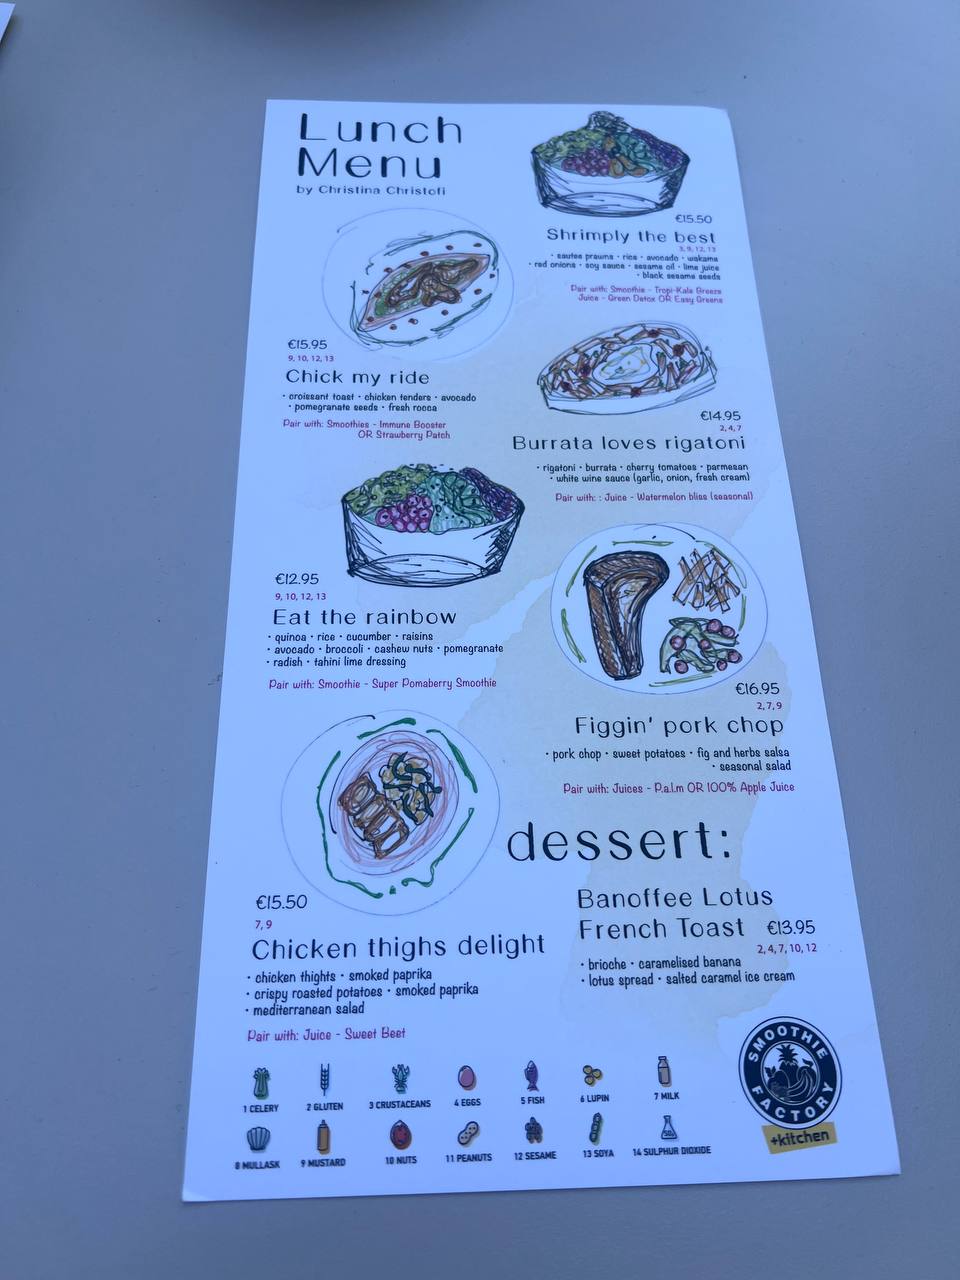 Lunch
Menu
by Christina Christofi
€15.50
Shrimply the best
3, 9, 12, 13
• sautee prawns • rice • avocado • wakame
• red onions • soy sauce • sesame oil • lime juice
• black sesame seeds
Pair with: Smoothie - Tropi-Kale Breeze
Juice - Green Detox OR Easy Greens
€15.95
9, 10, 12, 13
Chick my ride
• croissant toast • chicken tenders • avocado
• pomegranate seeds • fresh rocca
Pair with: Smoothies - Immune Booster
OR Strawberry Patch
€14.95
2, 4, 7
Burrata loves rigatoni
• rigatoni • burrata • cherry tomatoes • parmesan
• white wine sauce (garlic, onion, fresh cream)
Pair with: : Juice - Watermelon bliss (seasonal)
€12.95
9, 10, 12, 13
Eat the rainbow
• quinoa • rice • cucumber • raisins
• avocado • broccoli • cashew nuts • pomegranate
• radish • tahini lime dressing
Pair with: Smoothie - Super Pomaberry Smoothie
€16.95
2, 7, 9
Figgin' pork chop
• pork chop • sweet potatoes • fig and herbs salsa
• seasonal salad
Pair with: Juices - P.a.l.m OR 100% Apple Juice
€15.50
7, 9
Chicken thighs delight
• chicken thights • smoked paprika
• crispy roasted potatoes • smoked paprika
• mediterranean salad
Pair with: Juice - Sweet Beet
dessert:
Banoffee Lotus
French Toast €13.95
2, 4, 7, 10, 12
• brioche • caramelised banana
• lotus spread • salted caramel ice cream
1 CELERY 2 GLUTEN 3 CRUSTACEANS 4 EGGS 5 FISH 6 LUPIN 7 MILK
8 MULLASK 9 MUSTARD 10 NUTS 11 PEANUTS 12 SESAME 13 SOYA 14 SULPHUR DIOXIDE
SMOOTHIE
FACTORY
+kitchen